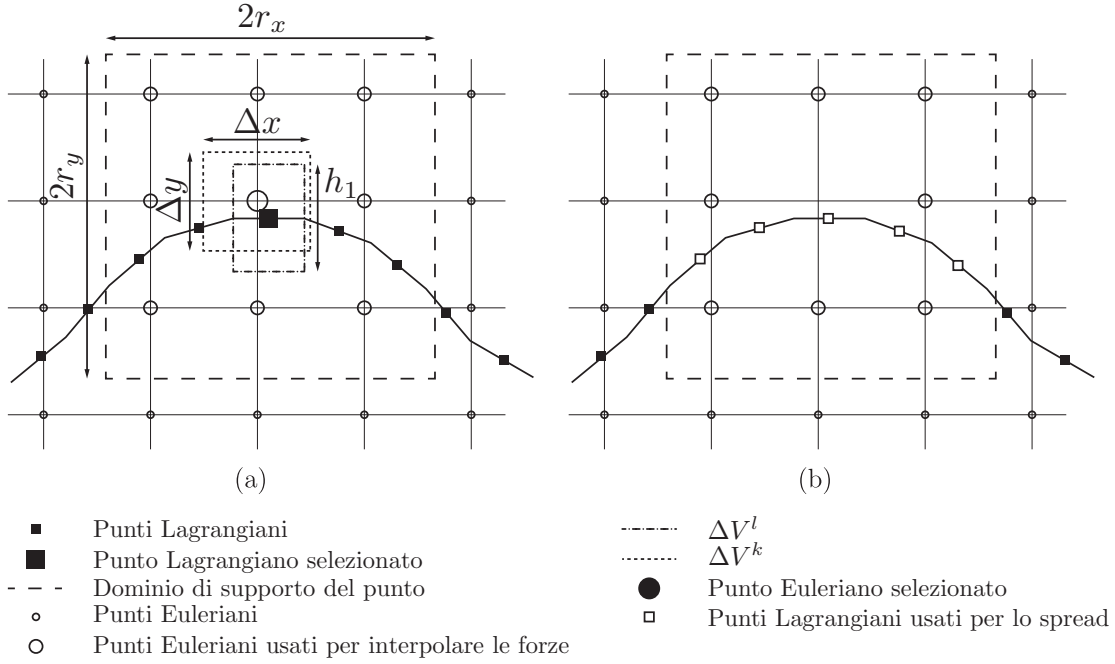 2r_x
2r_y
Δx
Δy
h_1
(a)
(b)
Punti Lagrangiani
Punto Lagrangiano selezionato
Dominio di supporto del punto
Punti Euleriani
Punti Euleriani usati per interpolare le forze
ΔV^l
ΔV^k
Punto Euleriano selezionato
Punti Lagrangiani usati per lo spread